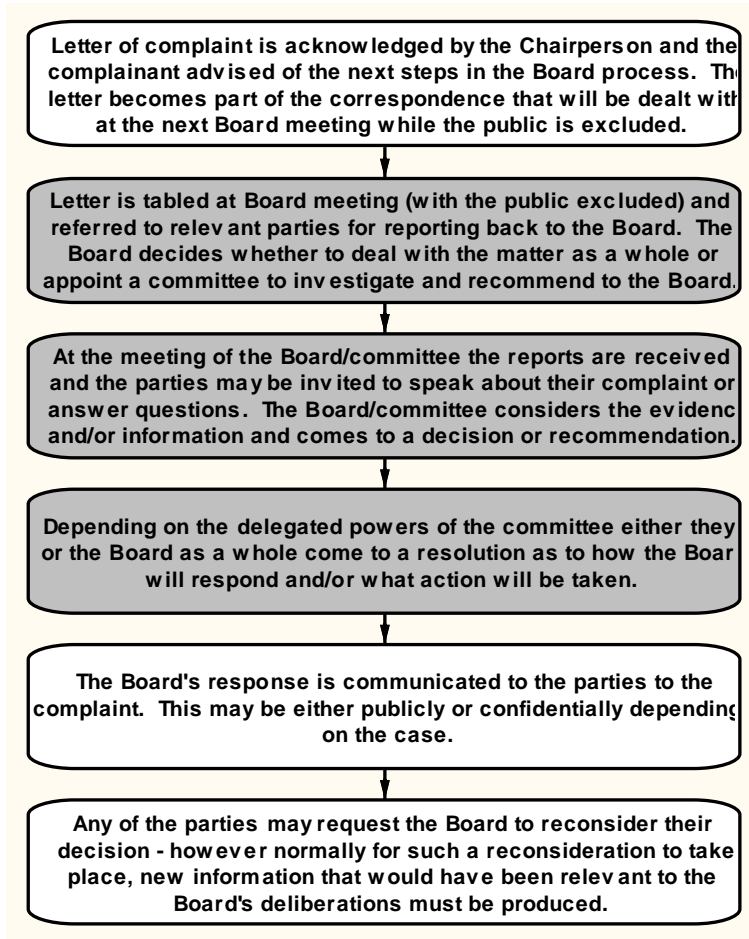 Letter of complaint is acknowledged by the Chairperson and the
complainant advised of the next steps in the Board process. The
letter becomes part of the correspondence that will be dealt with
at the next Board meeting while the public is excluded.
Letter is tabled at Board meeting (with the public excluded) and
referred to relevant parties for reporting back to the Board. The
Board decides whether to deal with the matter as a whole or
appoint a committee to investigate and recommend to the Board.
At the meeting of the Board/committee the reports are received
and the parties may be invited to speak about their complaint or
answer questions. The Board/committee considers the evidenc
and/or information and comes to a decision or recommendation.
Depending on the delegated powers of the committee either they
or the Board as a whole come to a resolution as to how the Boar
will respond and/or what action will be taken.
The Board's response is communicated to the parties to the
complaint. This may be either publicly or confidentially depending
on the case.
Any of the parties may request the Board to reconsider their
decision - however normally for such a reconsideration to take
place, new information that would have been relevant to the
Board's deliberations must be produced.